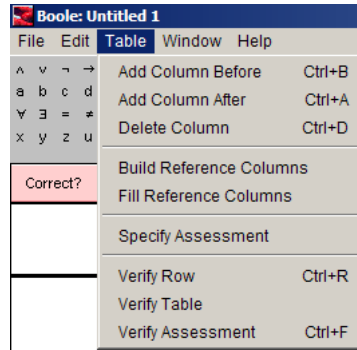 Boole: Untitled 1
File Edit Table Window Help
∧ ∨ ¬ →
a b c d
∀ ∃ = ≠
x y z u
Correct?
Add Column Before Ctrl+B
Add Column After Ctrl+A
Delete Column Ctrl+D
Build Reference Columns
Fill Reference Columns
Specify Assessment
Verify Row Ctrl+R
Verify Table
Verify Assessment Ctrl+F